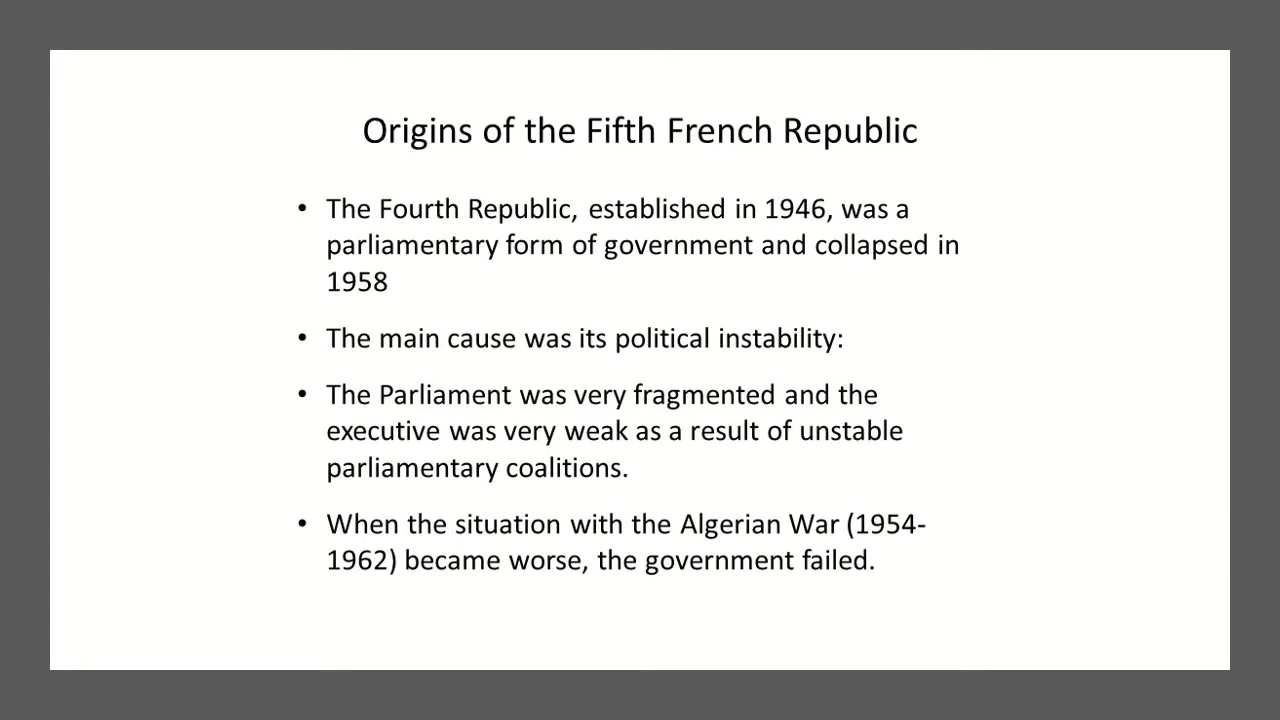 Origins of the Fifth French Republic
• The Fourth Republic, established in 1946, was a
parliamentary form of government and collapsed in
1958
• The main cause was its political instability:
• The Parliament was very fragmented and the
executive was very weak as a result of unstable
parliamentary coalitions.
• When the situation with the Algerian War (1954-
1962) became worse, the government failed.